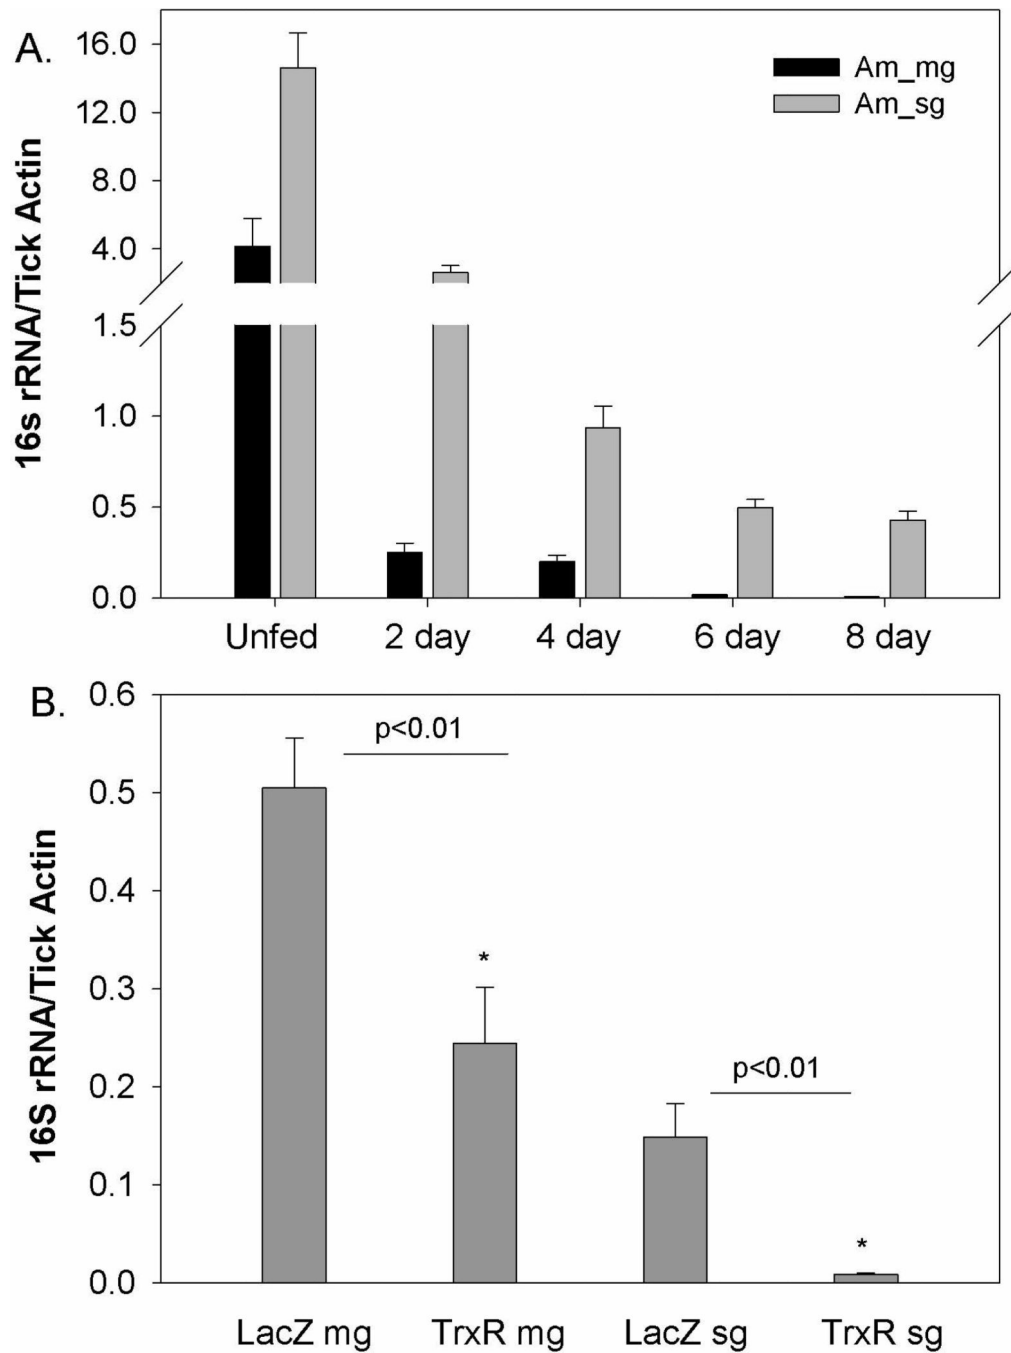 A.
16s rRNA/Tick Actin
16.0
12.0
8.0
4.0
1.5
1.0
0.5
0.0
Am_mg
Am_sg
Unfed 2 day 4 day 6 day 8 day
B.
16S rRNA/Tick Actin
0.6
0.5
0.4
0.3
0.2
0.1
0.0
p<0.01
*
p<0.01
*
LacZ mg TrxR mg LacZ sg TrxR sg